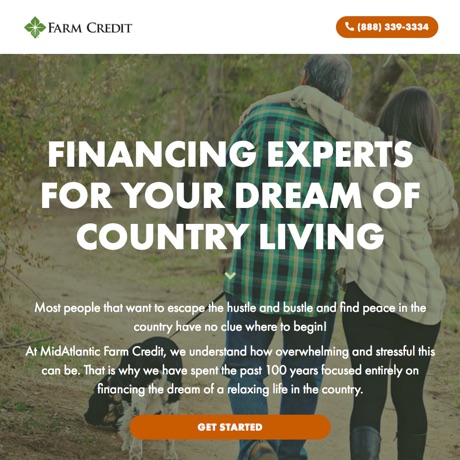 FARM CREDIT
(888) 339-3334
FINANCING EXPERTS
FOR YOUR DREAM OF
COUNTRY LIVING
Most people that want to escape the hustle and bustle and find peace in the
country have no clue where to begin!
At MidAtlantic Farm Credit, we understand how overwhelming and stressful this
can be. That is why we have spent the past 100 years focused entirely on
financing the dream of a relaxing life in the country.
GET STARTED